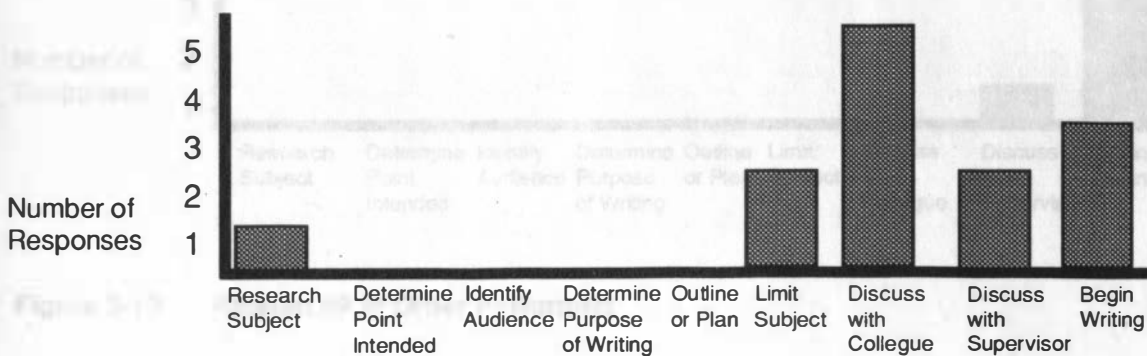 5
4
3
2
1
Number of
Responses
Research
Subject
Determine
Point
Intended
Identify
Audience
Determine
Purpose
of Writing
Outline
or Plan
Limit
Subject
Discuss
with
Collegue
Discuss
with
Supervisor
Begin
Writing